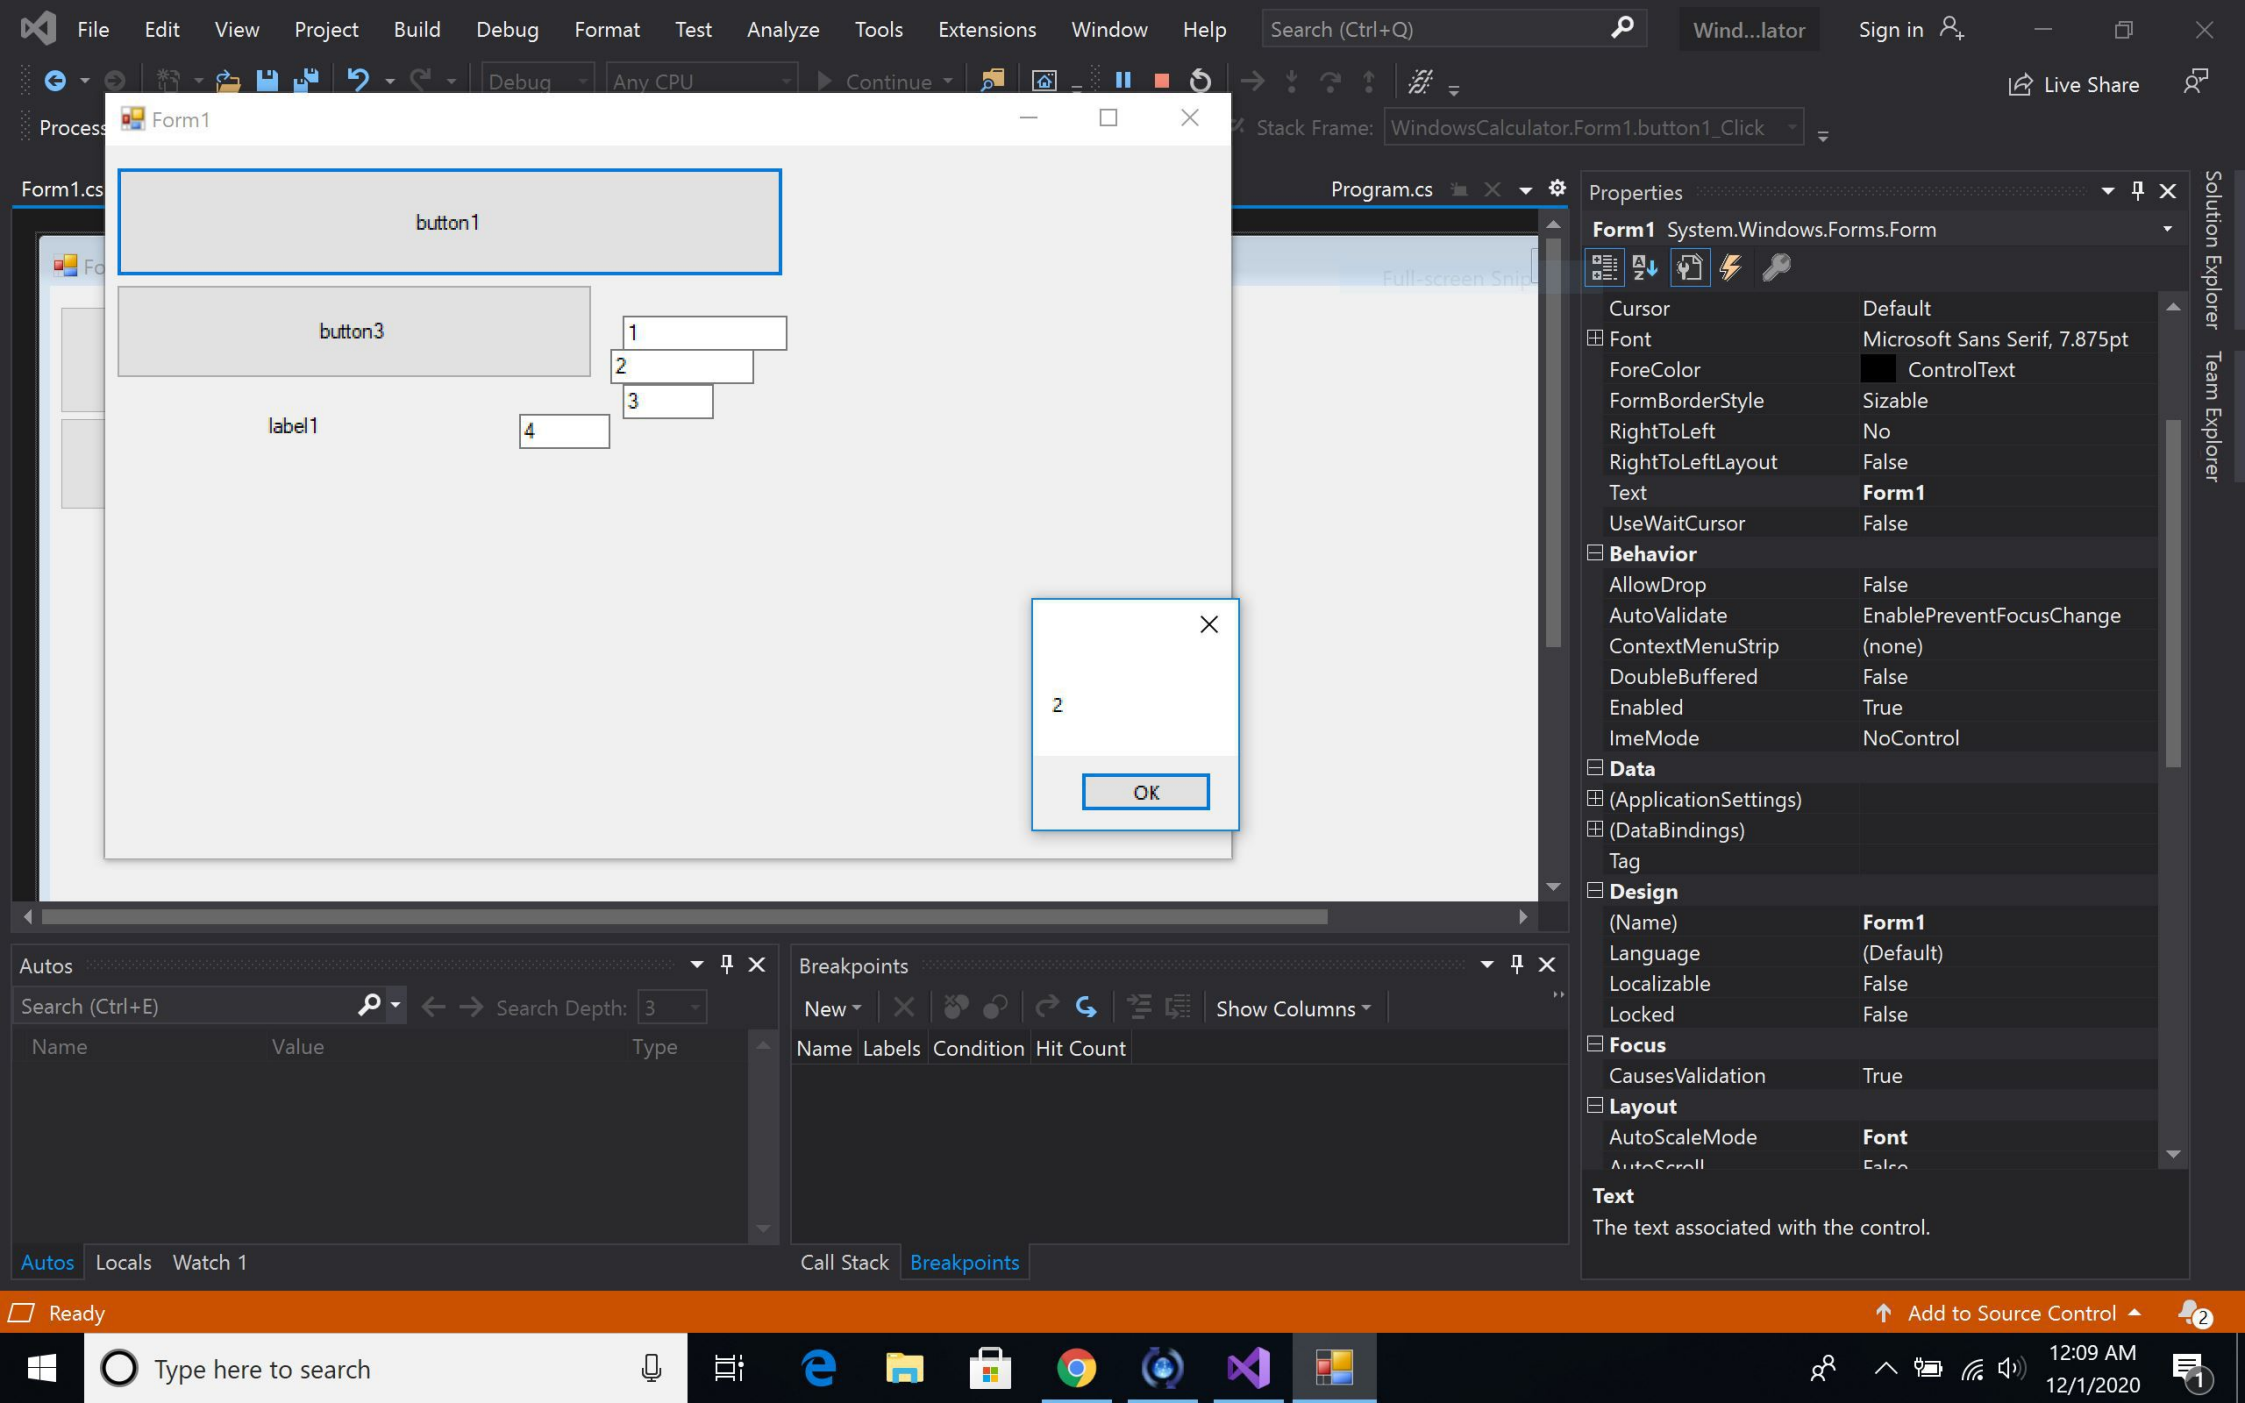 File Edit View Project Build Debug Format Test Analyze Tools Extensions Window Help Search (Ctrl+Q) Wind...lator Sign in
Debug Any CPU Continue Live Share
Process Stack Frame: WindowsCalculator.Form1.button1_Click
Form1
Form1.cs Program.cs
button1
Fo
Full-screen Snip
button3
1
2
3
4
label1
2
OK
Properties
Form1 System.Windows.Forms.Form
Cursor Default
Font Microsoft Sans Serif, 7.875pt
ForeColor ControlText
FormBorderStyle Sizable
RightToLeft No
RightToLeftLayout False
Text Form1
UseWaitCursor False
Behavior
AllowDrop False
AutoValidate EnablePreventFocusChange
ContextMenuStrip (none)
DoubleBuffered False
Enabled True
ImeMode NoControl
Data
(ApplicationSettings)
(DataBindings)
Tag
Design
(Name) Form1
Language (Default)
Localizable False
Locked False
Focus
CausesValidation True
Layout
AutoScaleMode Font
AutoScroll False
Text
The text associated with the control.
Solution Explorer
Team Explorer
Autos
Search (Ctrl+E) Search Depth: 3
Name Value Type
Autos Locals Watch 1
Breakpoints
New Show Columns
Name Labels Condition Hit Count
Call Stack Breakpoints
Ready Add to Source Control 2
Type here to search
12:09 AM
12/1/2020
1